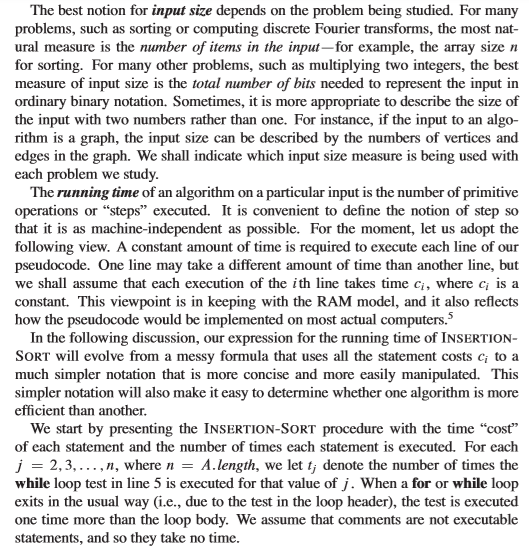 The best notion for input size depends on the problem being studied. For many
problems, such as sorting or computing discrete Fourier transforms, the most nat-
ural measure is the number of items in the input—for example, the array size n
for sorting. For many other problems, such as multiplying two integers, the best
measure of input size is the total number of bits needed to represent the input in
ordinary binary notation. Sometimes, it is more appropriate to describe the size of
the input with two numbers rather than one. For instance, if the input to an algo-
rithm is a graph, the input size can be described by the numbers of vertices and
edges in the graph. We shall indicate which input size measure is being used with
each problem we study.
The running time of an algorithm on a particular input is the number of primitive
operations or “steps” executed. It is convenient to define the notion of step so
that it is as machine-independent as possible. For the moment, let us adopt the
following view. A constant amount of time is required to execute each line of our
pseudocode. One line may take a different amount of time than another line, but
we shall assume that each execution of the ith line takes time cᵢ, where cᵢ is a
constant. This viewpoint is in keeping with the RAM model, and it also reflects
how the pseudocode would be implemented on most actual computers.⁵
In the following discussion, our expression for the running time of INSERTION-
SORT will evolve from a messy formula that uses all the statement costs cᵢ to a
much simpler notation that is more concise and more easily manipulated. This
simpler notation will also make it easy to determine whether one algorithm is more
efficient than another.
We start by presenting the INSERTION-SORT procedure with the time “cost”
of each statement and the number of times each statement is executed. For each
j = 2, 3, . . . , n, where n = A.length, we let tⱼ denote the number of times the
while loop test in line 5 is executed for that value of j. When a for or while loop
exits in the usual way (i.e., due to the test in the loop header), the test is executed
one time more than the loop body. We assume that comments are not executable
statements, and so they take no time.